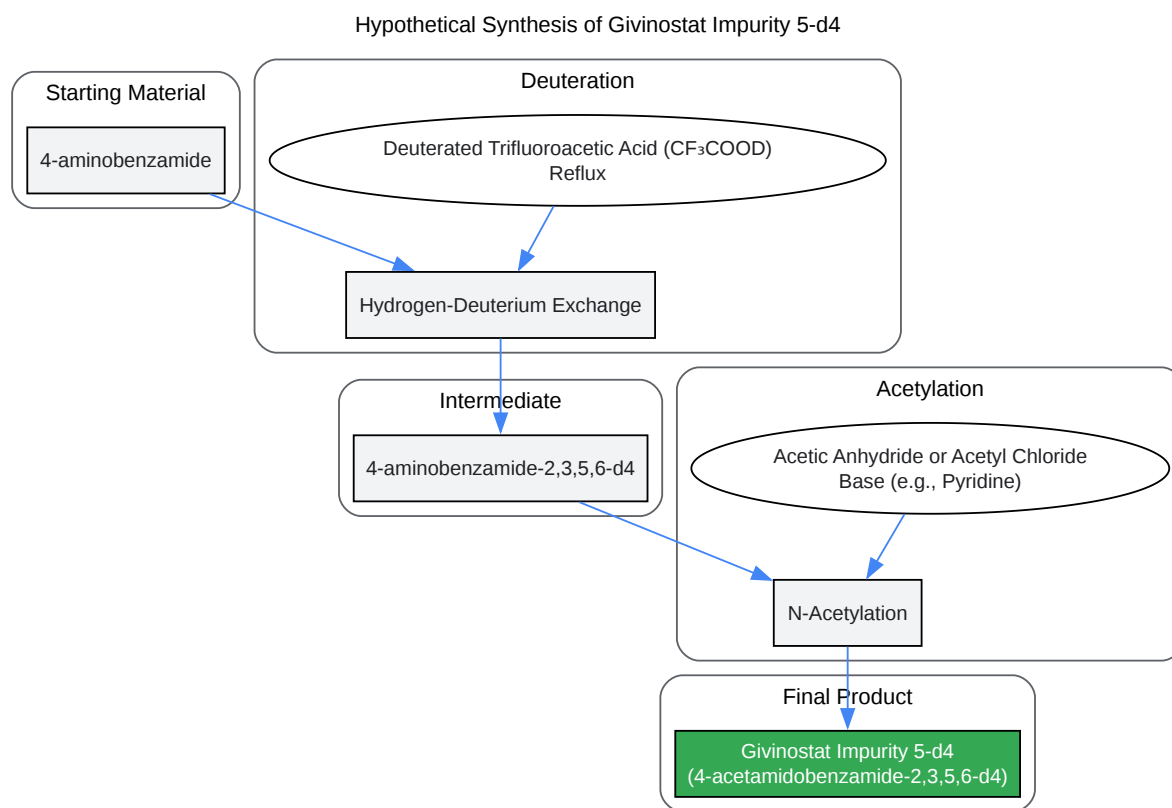 Hypothetical Synthesis of Givinostat Impurity 5-d4
Starting Material
4-aminobenzamide
Deuteration
Deuterated Trifluoroacetic Acid (CF₃COOD)
Reflux
Hydrogen-Deuterium Exchange
Intermediate
4-aminobenzamide-2,3,5,6-d4
Acetylation
Acetic Anhydride or Acetyl Chloride
Base (e.g., Pyridine)
N-Acetylation
Final Product
Givinostat Impurity 5-d4
(4-acetamidobenzamide-2,3,5,6-d4)